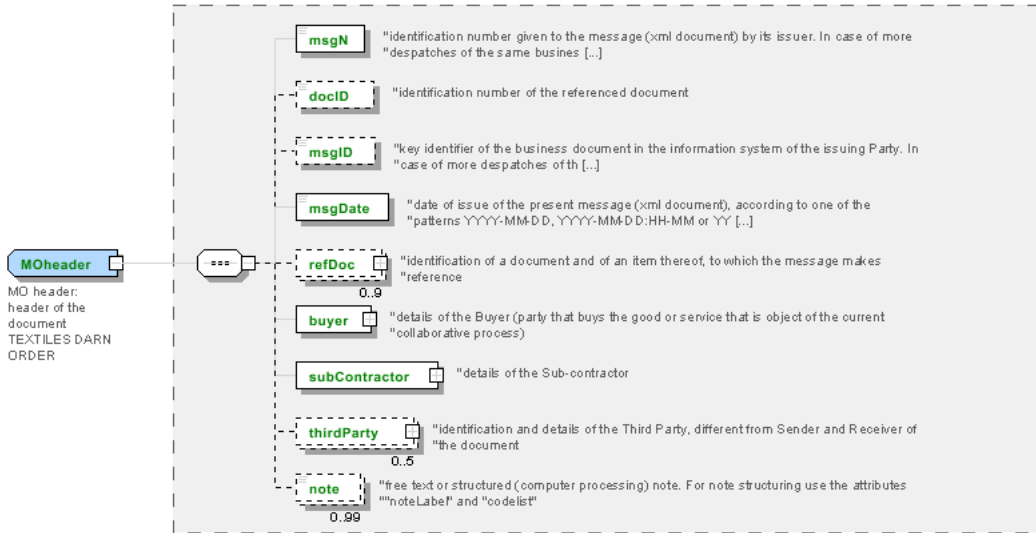 msgN
"identification number given to the message (xml document) by its issuer. In case of more
"despatches of the same busines [...]
docID
"identification number of the referenced document
msgID
"key identifier of the business document in the information system of the issuing Party. In
"case of more despatches of th [...]
msgDate
"date of issue of the present message (xml document), according to one of the
"patterns YYYY-MM-DD, YYYY-MM-DD:HH-MM or YY [...]
MOheader
MO header:
header of the
document
TEXTILES DARN
ORDER
refDoc
0..9
"identification of a document and of an item thereof, to which the message makes
"reference
buyer
"details of the Buyer (party that buys the good or service that is object of the current
"collaborative process)
subContractor
"details of the Sub-contractor
thirdParty
0..5
"identification and details of the Third Party, different from Sender and Receiver of
"the document
note
0..99
"free text or structured (computer processing) note. For note structuring use the attributes
""noteLabel" and "codelist"